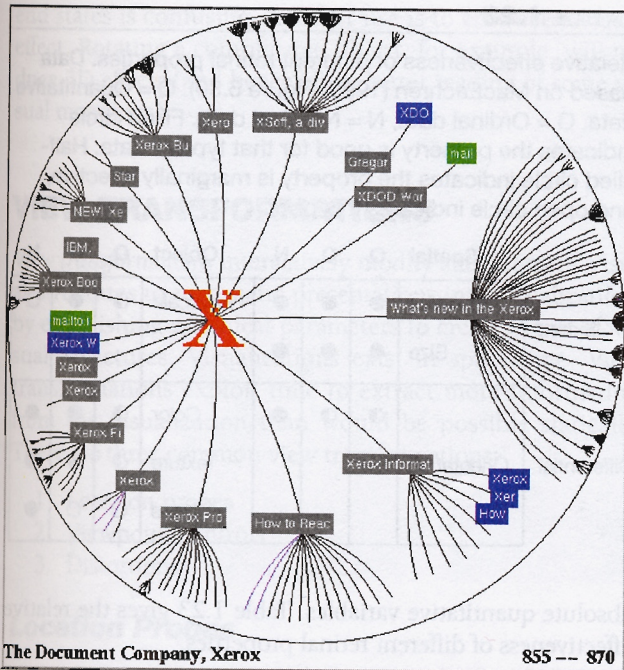 Xero
XSoft, a div
XDO
mail
Xerox Bu
Gregor
Star
XDOD Wor
NEW! Xe
IBM,
Xerox Boo
What's new in the Xerox
mailto:i
Xerox W
X
Xerox
Xerox
Xerox Fi
Xerox Informat
Xerox
Xerox
Xer
How
Xerox Pro
How to Reac
The Document Company, Xerox
855 -- 870